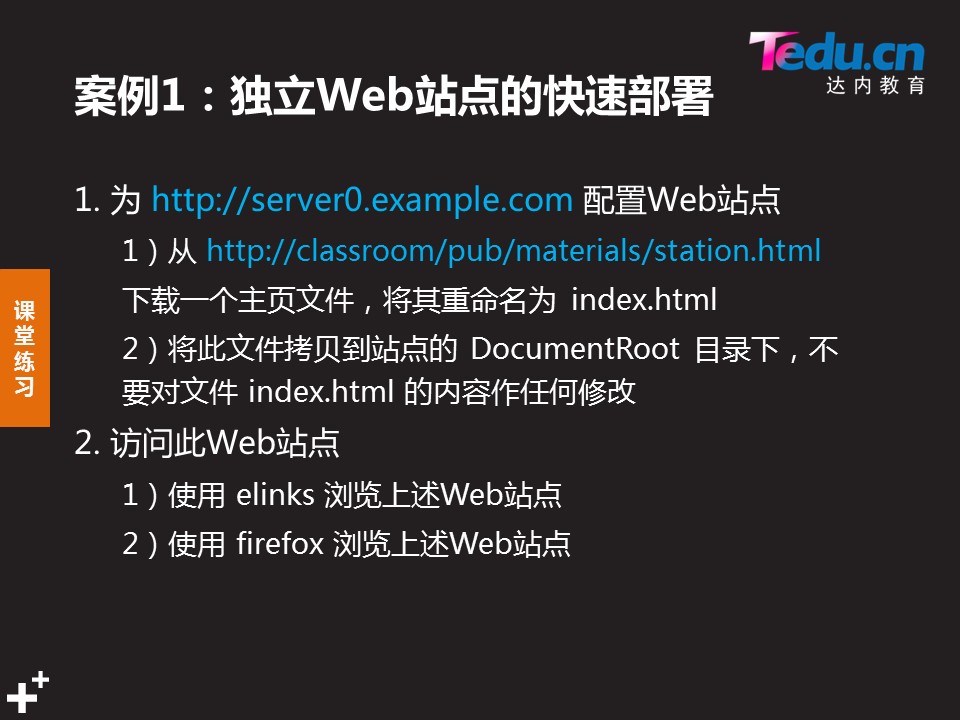 Tedu.cn
达内教育
案例1：独立Web站点的快速部署
1. 为 http://server0.example.com 配置Web站点
1）从 http://classroom/pub/materials/station.html
下载一个主页文件，将其重命名为 index.html
2）将此文件拷贝到站点的 DocumentRoot 目录下，不
要对文件 index.html 的内容作任何修改
2. 访问此Web站点
1）使用 elinks 浏览上述Web站点
2）使用 firefox 浏览上述Web站点
课
堂
练
习